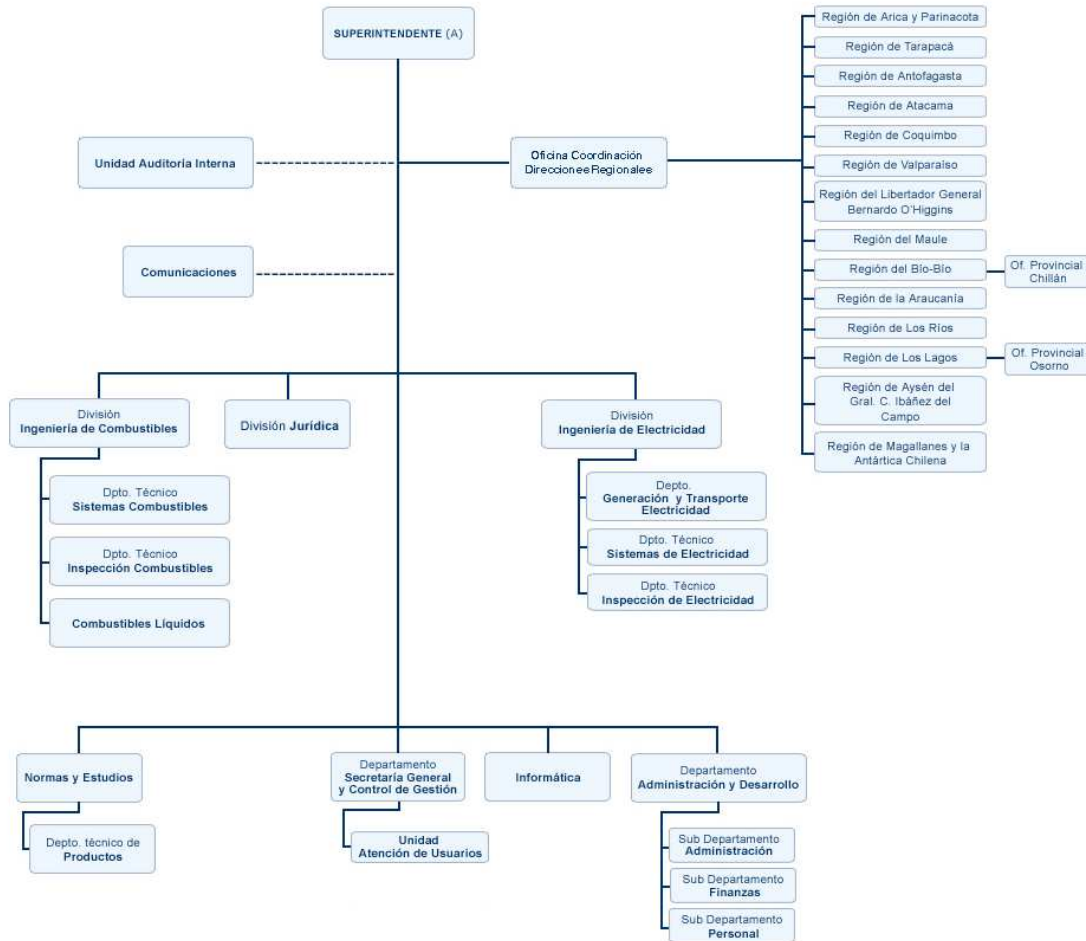 SUPERINTENDENTE (A)
Unidad Auditoría Interna
Oficina Coordinación
Direccionee Regionalee
Comunicaciones
Región de Arica y Parinacota
Región de Tarapacá
Región de Antofagasta
Región de Atacama
Región de Coquimbo
Región de Valparaíso
Región del Libertador General
Bernardo O'Higgins
Región del Maule
Región del Bío-Bío
Of. Provincial
Chillán
Región de la Araucanía
Región de Los Ríos
Región de Los Lagos
Of. Provincial
Osorno
Región de Aysén del
Gral. C. Ibáñez del
Campo
Región de Magallanes y la
Antártica Chilena
División
Ingeniería de Combustibles
División Jurídica
División
Ingeniería de Electricidad
Dpto. Técnico
Sistemas Combustibles
Dpto. Técnico
Inspección Combustibles
Combustibles Líquidos
Depto.
Generación y Transporte
Electricidad
Dpto. Técnico
Sistemas de Electricidad
Dpto. Técnico
Inspección de Electricidad
Normas y Estudios
Departamento
Secretaría General
y Control de Gestión
Informática
Departamento
Administración y Desarrollo
Depto. técnico de
Productos
Unidad
Atención de Usuarios
Sub Departamento
Administración
Sub Departamento
Finanzas
Sub Departamento
Personal